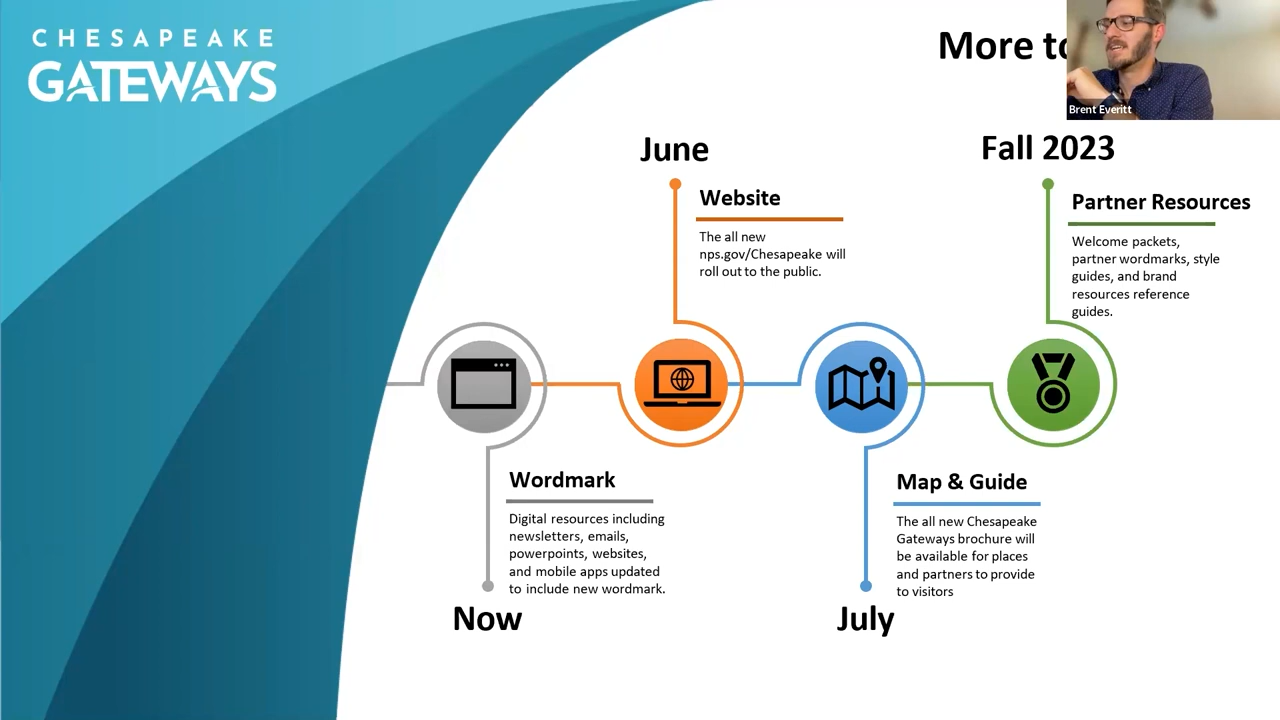 CHESAPEAKE
GATEWAYS
More to
Brent Everitt
June
Website
The all new
nps.gov/Chesapeake will
roll out to the public.
Fall 2023
Partner Resources
Welcome packets,
partner wordmarks, style
guides, and brand
resources reference
guides.
Wordmark
Digital resources including
newsletters, emails,
powerpoints, websites,
and mobile apps updated
to include new wordmark.
Now
Map & Guide
The all new Chesapeake
Gateways brochure will
be available for places
and partners to provide
to visitors
July